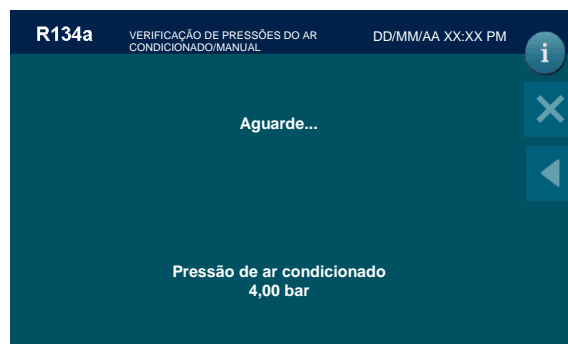 R134a
VERIFICAÇÃO DE PRESSÕES DO AR
CONDICIONADO/MANUAL
DD/MM/AA XX:XX PM
i
Aguarde...
Pressão de ar condicionado
4,00 bar